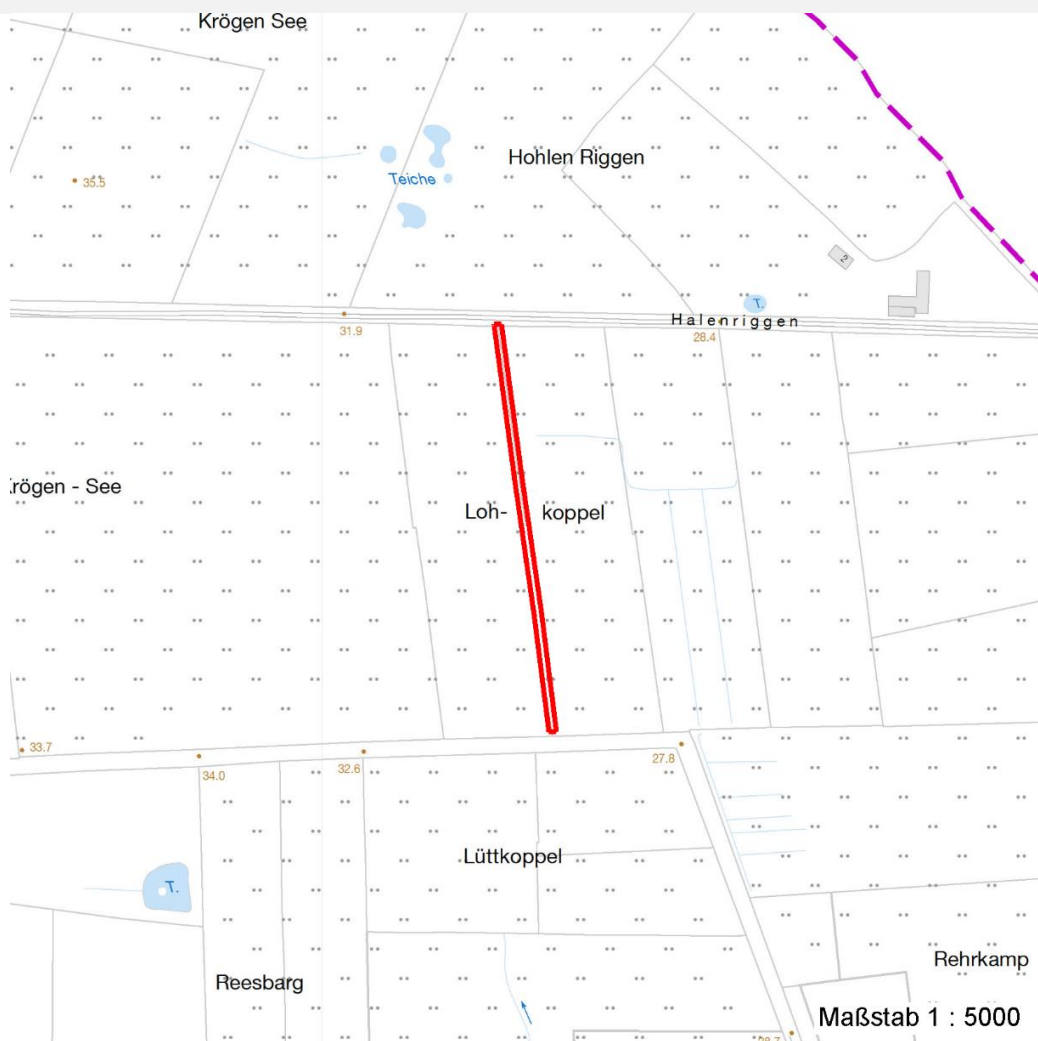 Krögen See
Hohlen Riggen
Teiche
35.5
2
T.
Halenriggen
31.9
28.4
Krögen - See
Loh- koppel
33.7
34.0
32.6
27.8
Lüttkoppel
T.
Reesbarg
Rehrkamp
Maßstab 1 : 5000